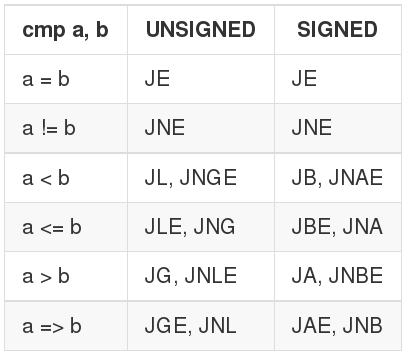 cmp a, b UNSIGNED SIGNED
a = b JE JE
a != b JNE JNE
a < b JL, JNGE JB, JNAE
a <= b JLE, JNG JBE, JNA
a > b JG, JNLE JA, JNBE
a => b JGE, JNL JAE, JNB